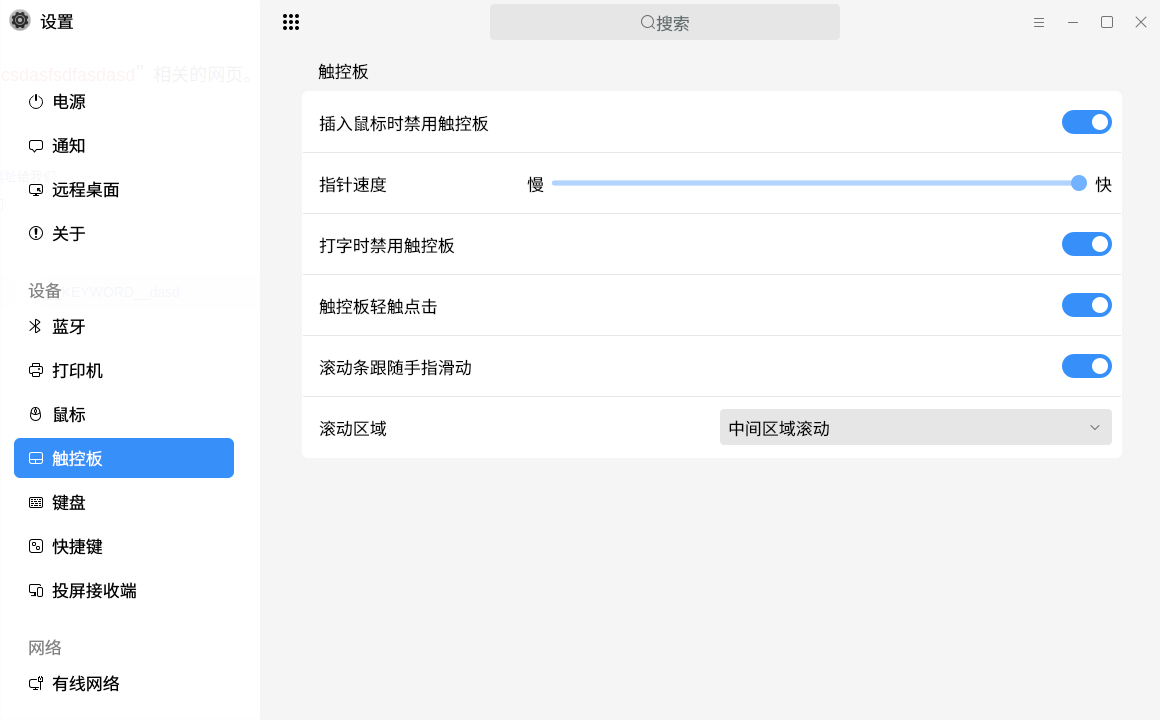 设置
搜索
csdasfsdfasdasd”相关的网页。
电源
通知
远程桌面
关于
设备
EYWORD__dasd
蓝牙
打印机
鼠标
触控板
键盘
快捷键
投屏接收端
网络
有线网络
触控板
插入鼠标时禁用触控板
指针速度 慢 快
打字时禁用触控板
触控板轻触点击
滚动条跟随手指滑动
滚动区域 中间区域滚动